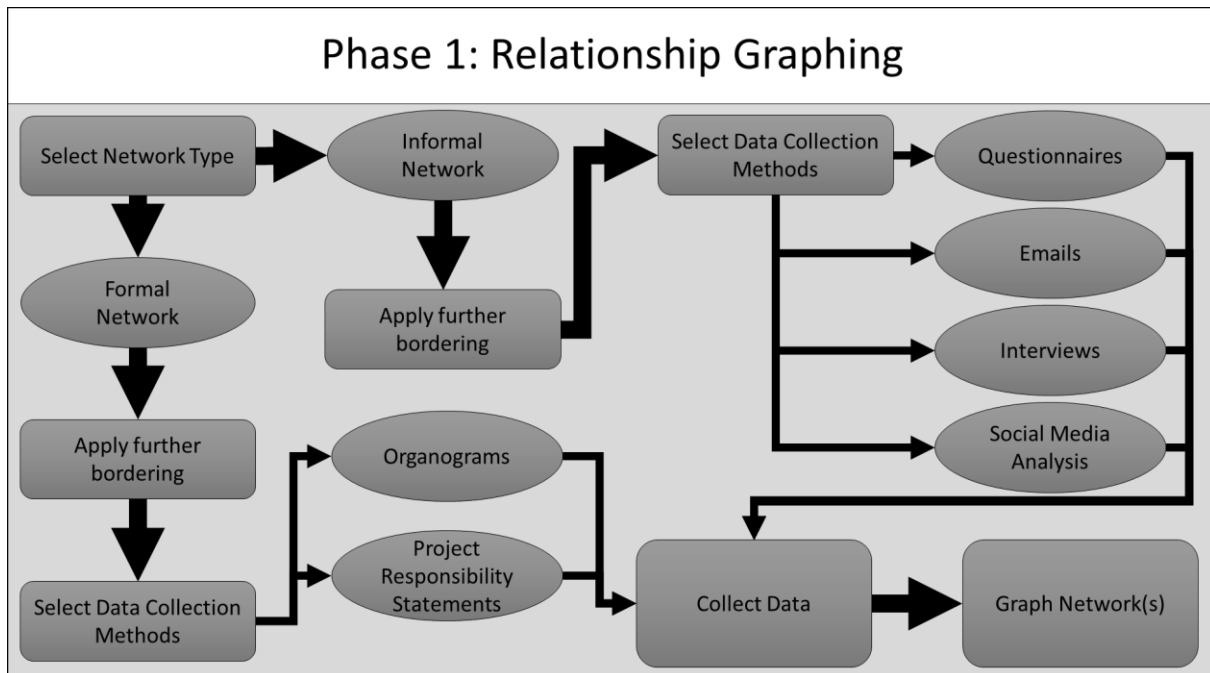 Phase 1: Relationship Graphing
Select Network Type
Informal
Network
Select Data Collection
Methods
Questionnaires
Emails
Formal
Network
Apply further
bordering
Interviews
Apply further
bordering
Organograms
Social Media
Analysis
Project
Responsibility
Statements
Select Data Collection
Methods
Collect Data
Graph Network(s)